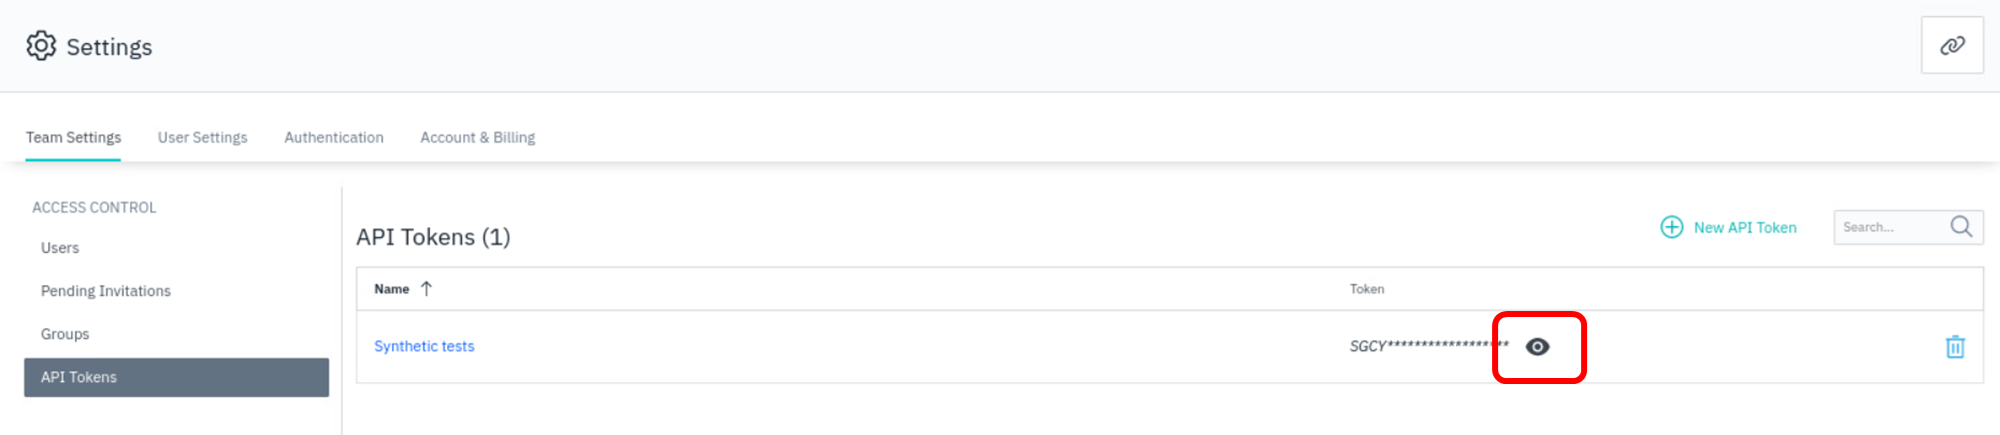 Settings
Team Settings User Settings Authentication Account & Billing
ACCESS CONTROL
Users
Pending Invitations
Groups
API Tokens
API Tokens (1)
New API Token
Search...
Name Token
Synthetic tests SGCY******************